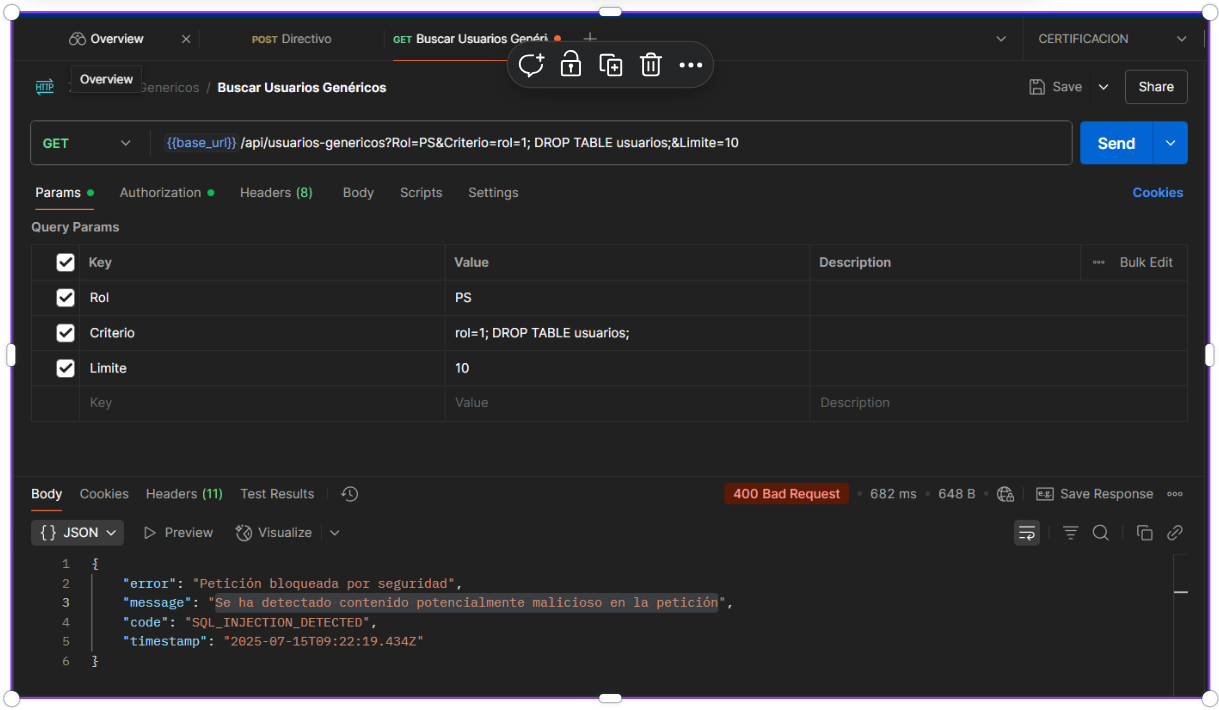 Overview
POST Directivo
GET Buscar Usuarios Genéri
CERTIFICACION
Overview
HTTP
Genericos / Buscar Usuarios Genéricos
Save
Share
GET
{{base_url}} /api/usuarios-genericos?Rol=PS&Criterio=rol=1; DROP TABLE usuarios;&Limite=10
Send
Params
Authorization
Headers (8)
Body
Scripts
Settings
Cookies
Query Params
Key
Value
Description
Bulk Edit
Rol
PS
Criterio
rol=1; DROP TABLE usuarios;
Limite
10
Key
Value
Description
Body
Cookies
Headers (11)
Test Results
400 Bad Request
682 ms
648 B
e.g.
Save Response
{} JSON
Preview
Visualize
1 {
2 "error": "Petición bloqueada por seguridad",
3 "message": "Se ha detectado contenido potencialmente malicioso en la petición",
4 "code": "SQL_INJECTION_DETECTED",
5 "timestamp": "2025-07-15T09:22:19.434Z"
6 }